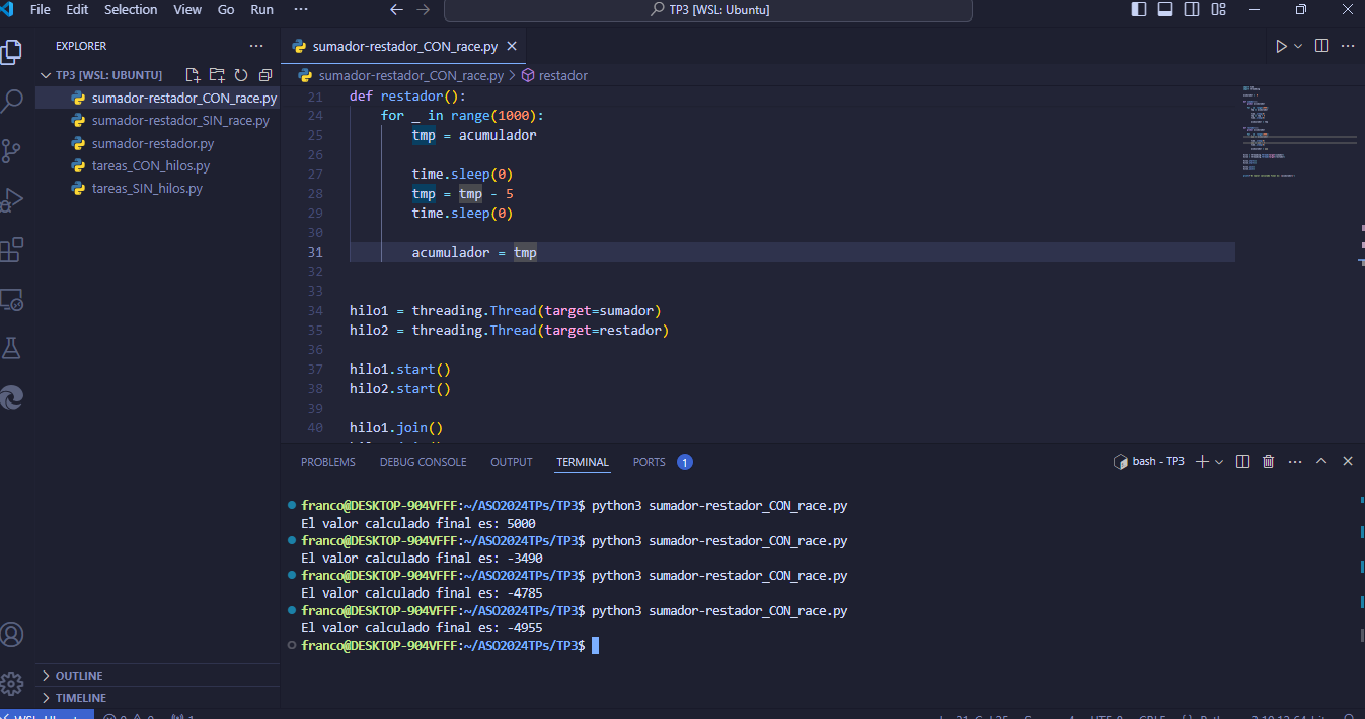 File Edit Selection View Go Run ··· TP3 [WSL: Ubuntu]
EXPLORER ···
TP3 [WSL: UBUNTU]
sumador-restador_CON_race.py
sumador-restador_SIN_race.py
sumador-restador.py
tareas_CON_hilos.py
tareas_SIN_hilos.py
OUTLINE
TIMELINE
sumador-restador_CON_race.py
sumador-restador_CON_race.py > restador
21 def restador():
24 for _ in range(1000):
25 tmp = acumulador
26
27 time.sleep(0)
28 tmp = tmp - 5
29 time.sleep(0)
30
31 acumulador = tmp
32
33
34 hilo1 = threading.Thread(target=sumador)
35 hilo2 = threading.Thread(target=restador)
36
37 hilo1.start()
38 hilo2.start()
39
40 hilo1.join()
PROBLEMS DEBUG CONSOLE OUTPUT TERMINAL PORTS 1 bash - TP3
franco@DESKTOP-904VFFF:~/ASO2024TPs/TP3$ python3 sumador-restador_CON_race.py
El valor calculado final es: 5000
franco@DESKTOP-904VFFF:~/ASO2024TPs/TP3$ python3 sumador-restador_CON_race.py
El valor calculado final es: -3490
franco@DESKTOP-904VFFF:~/ASO2024TPs/TP3$ python3 sumador-restador_CON_race.py
El valor calculado final es: -4785
franco@DESKTOP-904VFFF:~/ASO2024TPs/TP3$ python3 sumador-restador_CON_race.py
El valor calculado final es: -4955
franco@DESKTOP-904VFFF:~/ASO2024TPs/TP3$